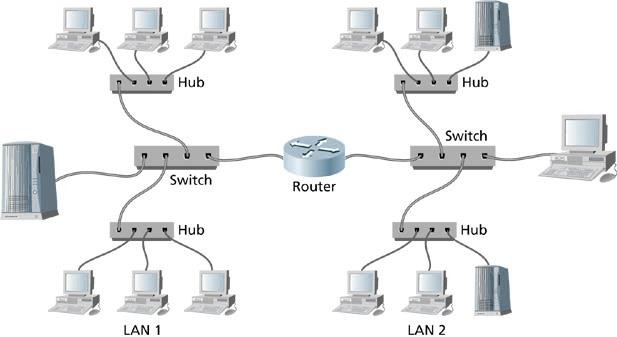 Hub
Hub
Switch
Switch
Router
Hub
Hub
LAN 1
LAN 2